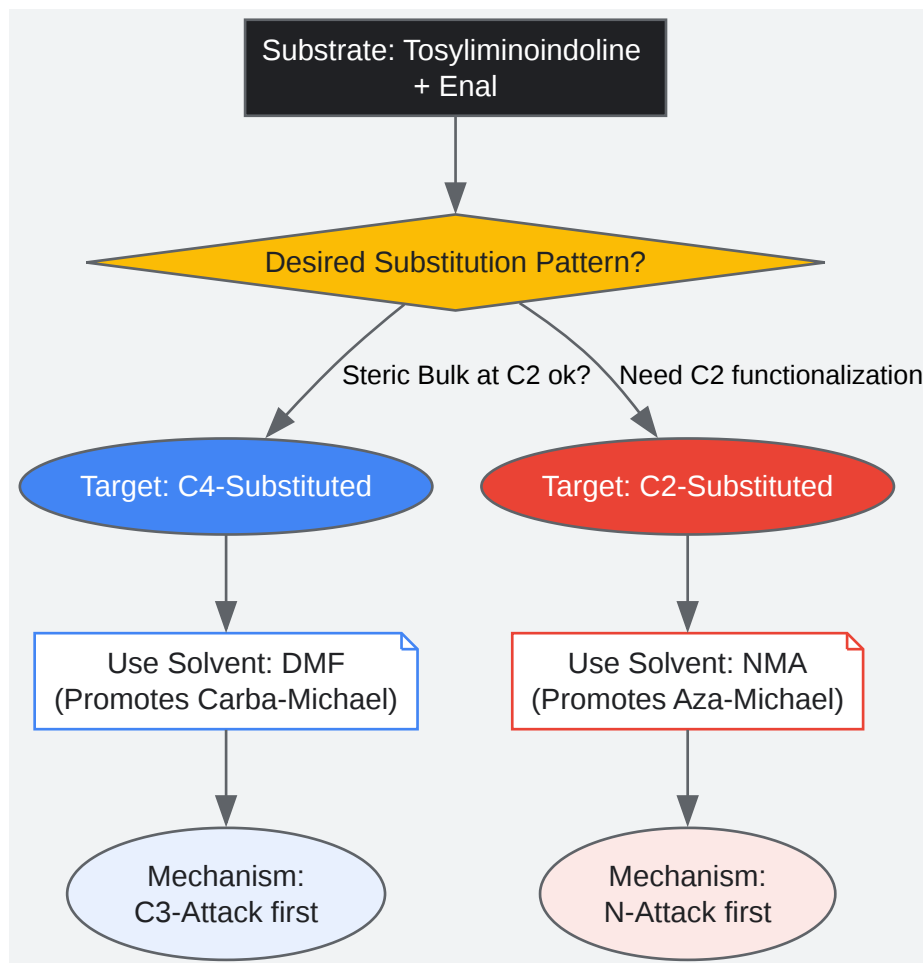 Substrate: Tosyliminoindoline
+ Enal
Desired Substitution Pattern?
Steric Bulk at C2 ok?
Need C2 functionalization
Target: C4-Substituted
Target: C2-Substituted
Use Solvent: DMF
(Promotes Carba-Michael)
Use Solvent: NMA
(Promotes Aza-Michael)
Mechanism:
C3-Attack first
Mechanism:
N-Attack first